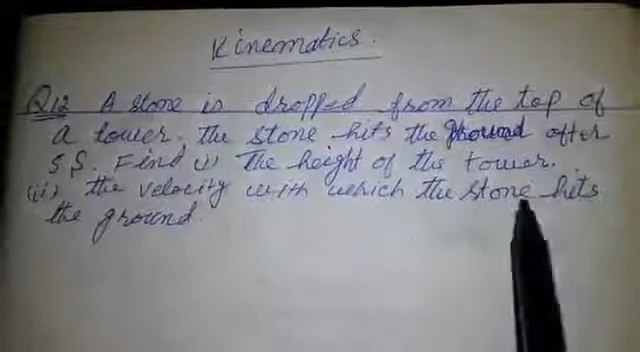 Kinematics.
Q12 A stone is dropped from the top of
a tower. the stone hits the ground after
5 S. Find (i) the height of the tower.
(ii) the velocity with which the stone hits
the ground.